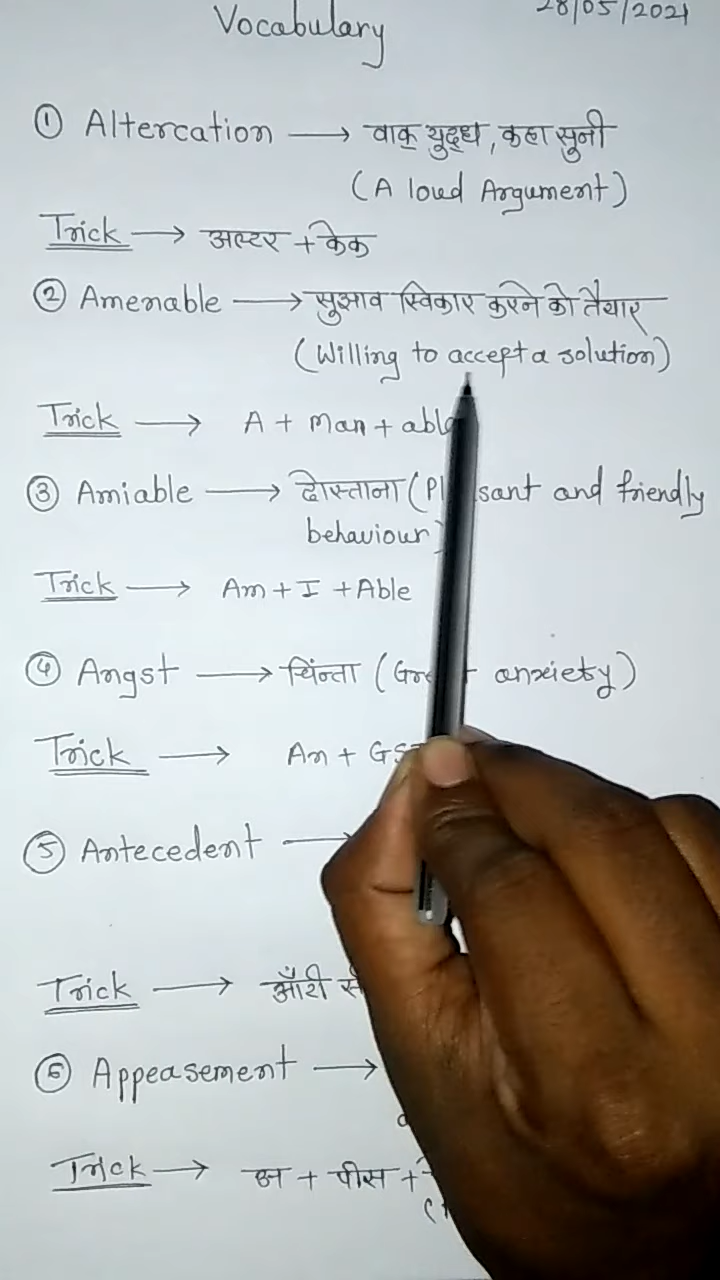 Vocabulary 28/05/2021
① Altercation → वाक् युद्ध, कहा सुनी
(A loud Argument)
Trick → अल्टर + केक
② Amenable → सुझाव स्विकार करने को तैयार
(Willing to accept a solution)
Trick → A + Man + able
③ Amiable → दोस्ताना (Pl sant and friendly
behaviour)
Trick → Am + I + Able
④ Angst → चिंन्ता ( anxiety)
Trick → An + GST
⑤ Antecedent →
Trick → आँटी
⑥ Appeasement →
Trick → अ + पीस +